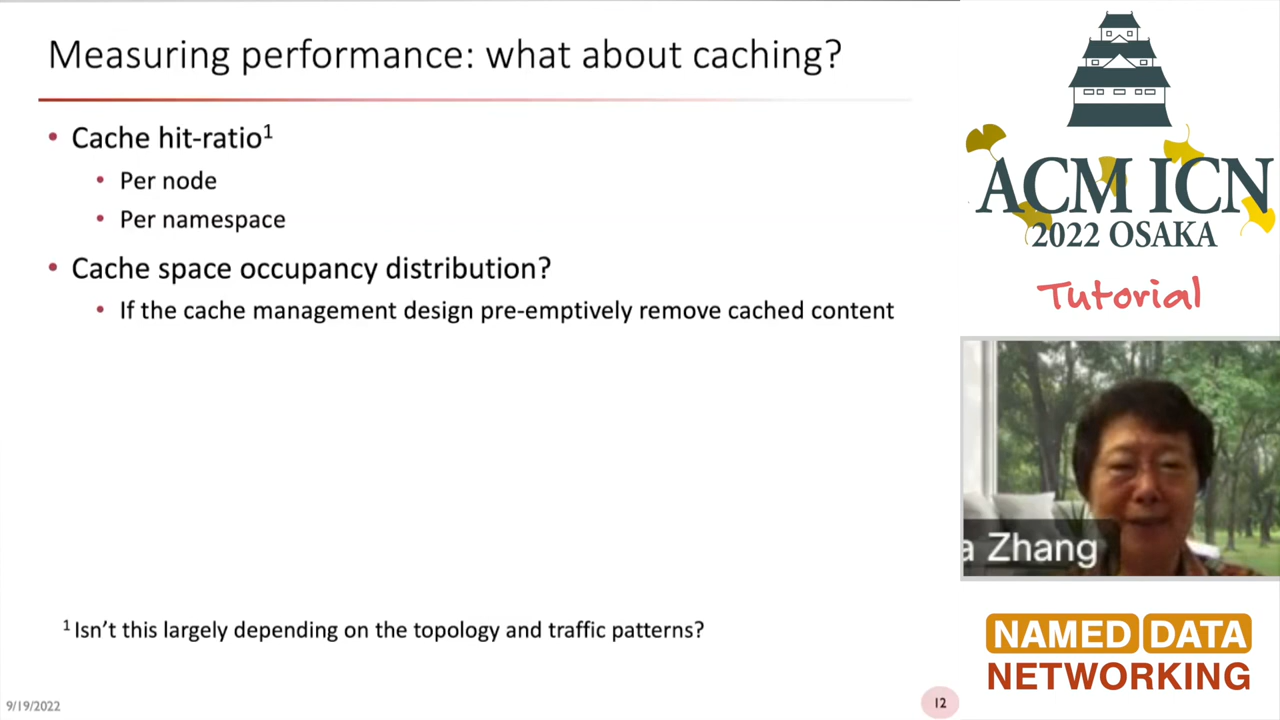 Measuring performance: what about caching?
• Cache hit-ratio¹
• Per node
• Per namespace
• Cache space occupancy distribution?
• If the cache management design pre-emptively remove cached content
¹ Isn't this largely depending on the topology and traffic patterns?
9/19/2022
12
ACM ICN
2022 OSAKA
Tutorial
a Zhang
NAMED DATA
NETWORKING